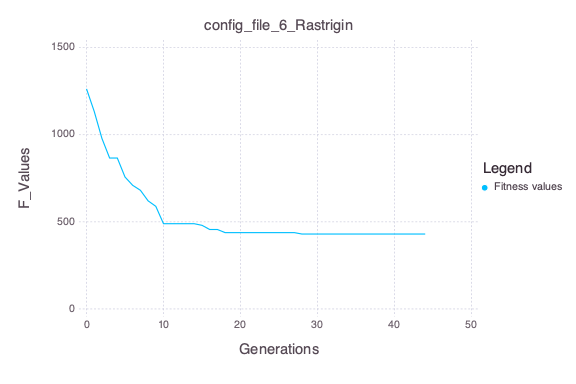 config_file_6_Rastrigin
1500
1000
500
0
F_Values
0 10 20 30 40 50
Generations
Legend
Fitness values